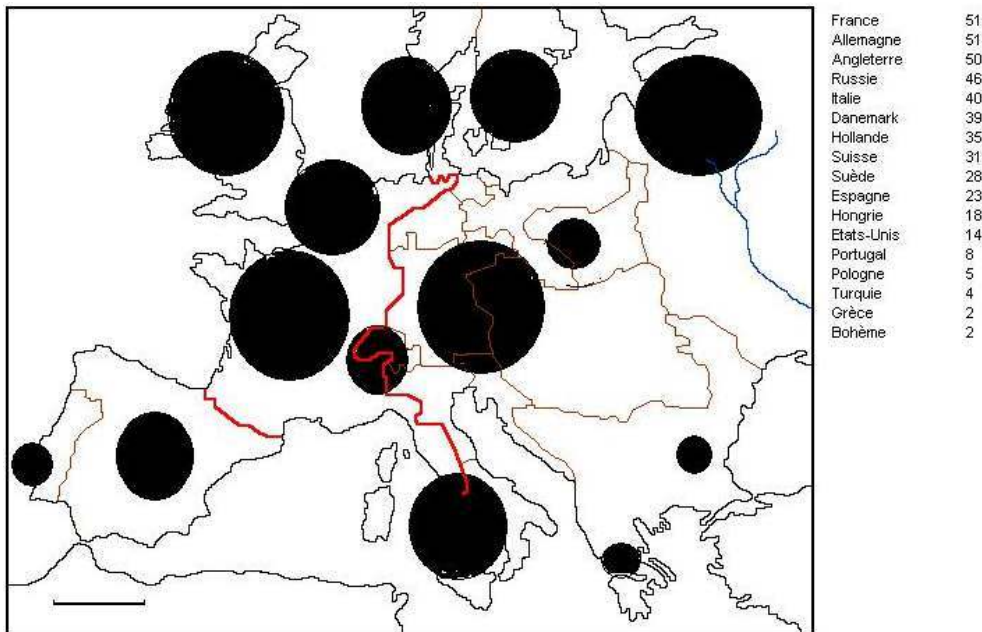 France 51
Allemagne 51
Angleterre 50
Russie 46
Italie 40
Danemark 39
Hollande 35
Suisse 31
Suède 28
Espagne 23
Hongrie 18
Etats-Unis 14
Portugal 8
Pologne 5
Turquie 4
Grèce 2
Bohème 2